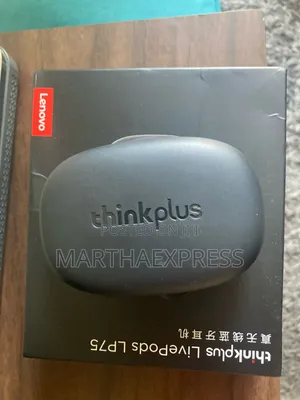 Lenovo
thinkplus
MARTHAEXPRESS
thinkplus LivePods LP75
真无线蓝牙耳机